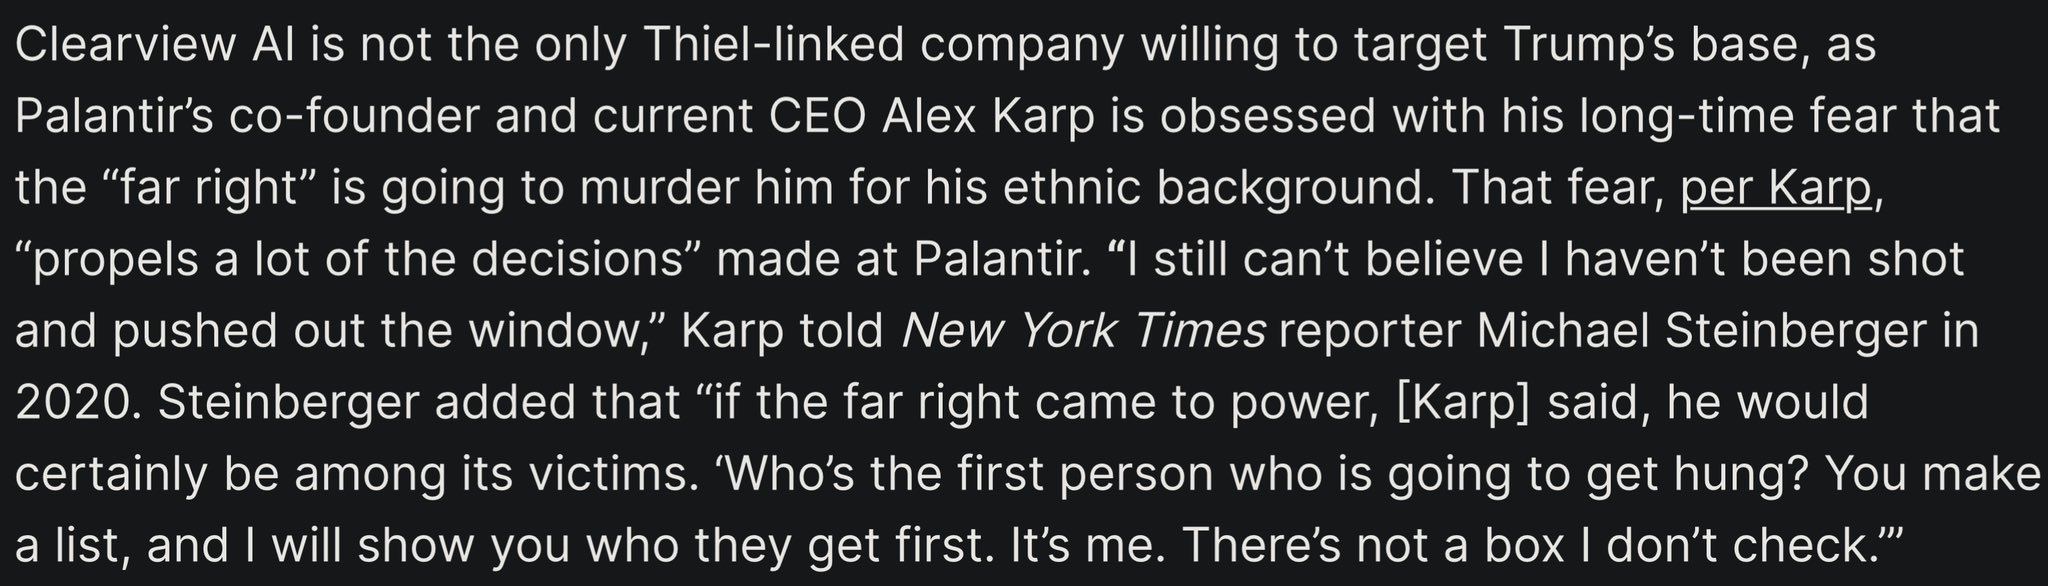 Clearview AI is not the only Thiel-linked company willing to target Trump’s base, as
Palantir’s co-founder and current CEO Alex Karp is obsessed with his long-time fear that
the “far right” is going to murder him for his ethnic background. That fear, per Karp,
“propels a lot of the decisions” made at Palantir. “I still can’t believe I haven’t been shot
and pushed out the window,” Karp told New York Times reporter Michael Steinberger in
2020. Steinberger added that “if the far right came to power, [Karp] said, he would
certainly be among its victims. ‘Who’s the first person who is going to get hung? You make
a list, and I will show you who they get first. It’s me. There’s not a box I don’t check.’”